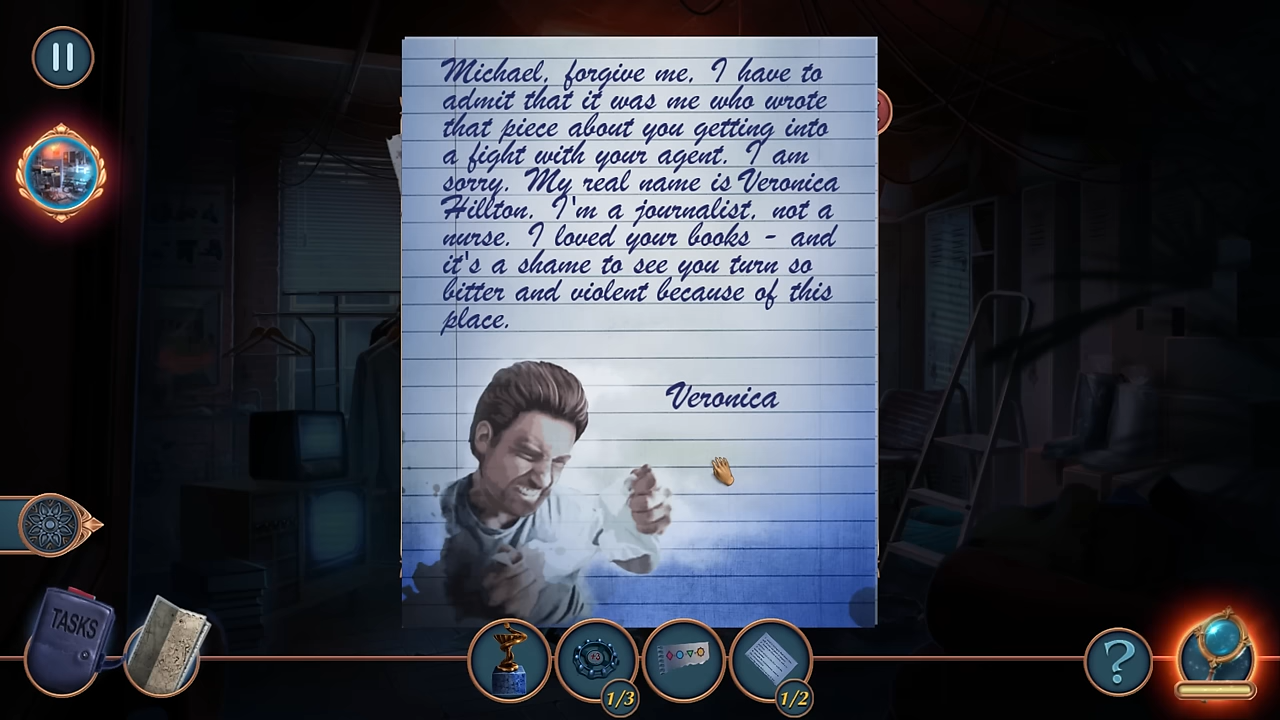 Michael, forgive me, I have to
admit that it was me who wrote
that piece about you getting into
a fight with your agent. I am
sorry. My real name is Veronica
Hillton. I'm a journalist, not a
nurse. I loved your books - and
it's a shame to see you turn so
bitter and violent because of this
place.
Veronica
TASKS
+3
1/3
1/2
?